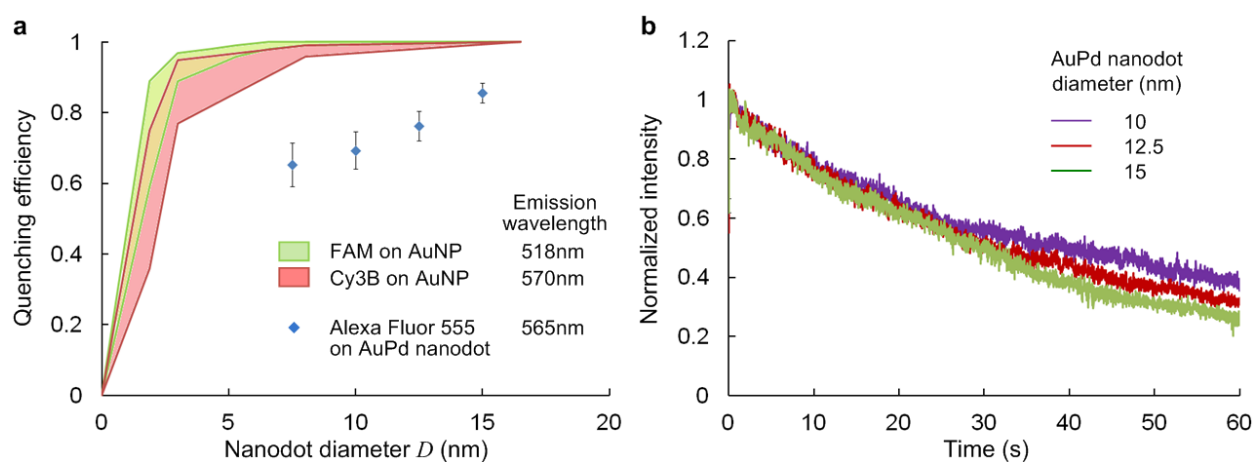 a
1
0.8
0.6
0.4
0.2
0
0
5
10
15
20
Quenching efficiency
Nanodot diameter D (nm)
Emission
wavelength
FAM on AuNP 518nm
Cy3B on AuNP 570nm
Alexa Fluor 555 565nm
on AuPd nanodot
b
1.2
1
0.8
0.6
0.4
0.2
0
0
10
20
30
40
50
60
Normalized intensity
Time (s)
AuPd nanodot
diameter (nm)
10
12.5
15